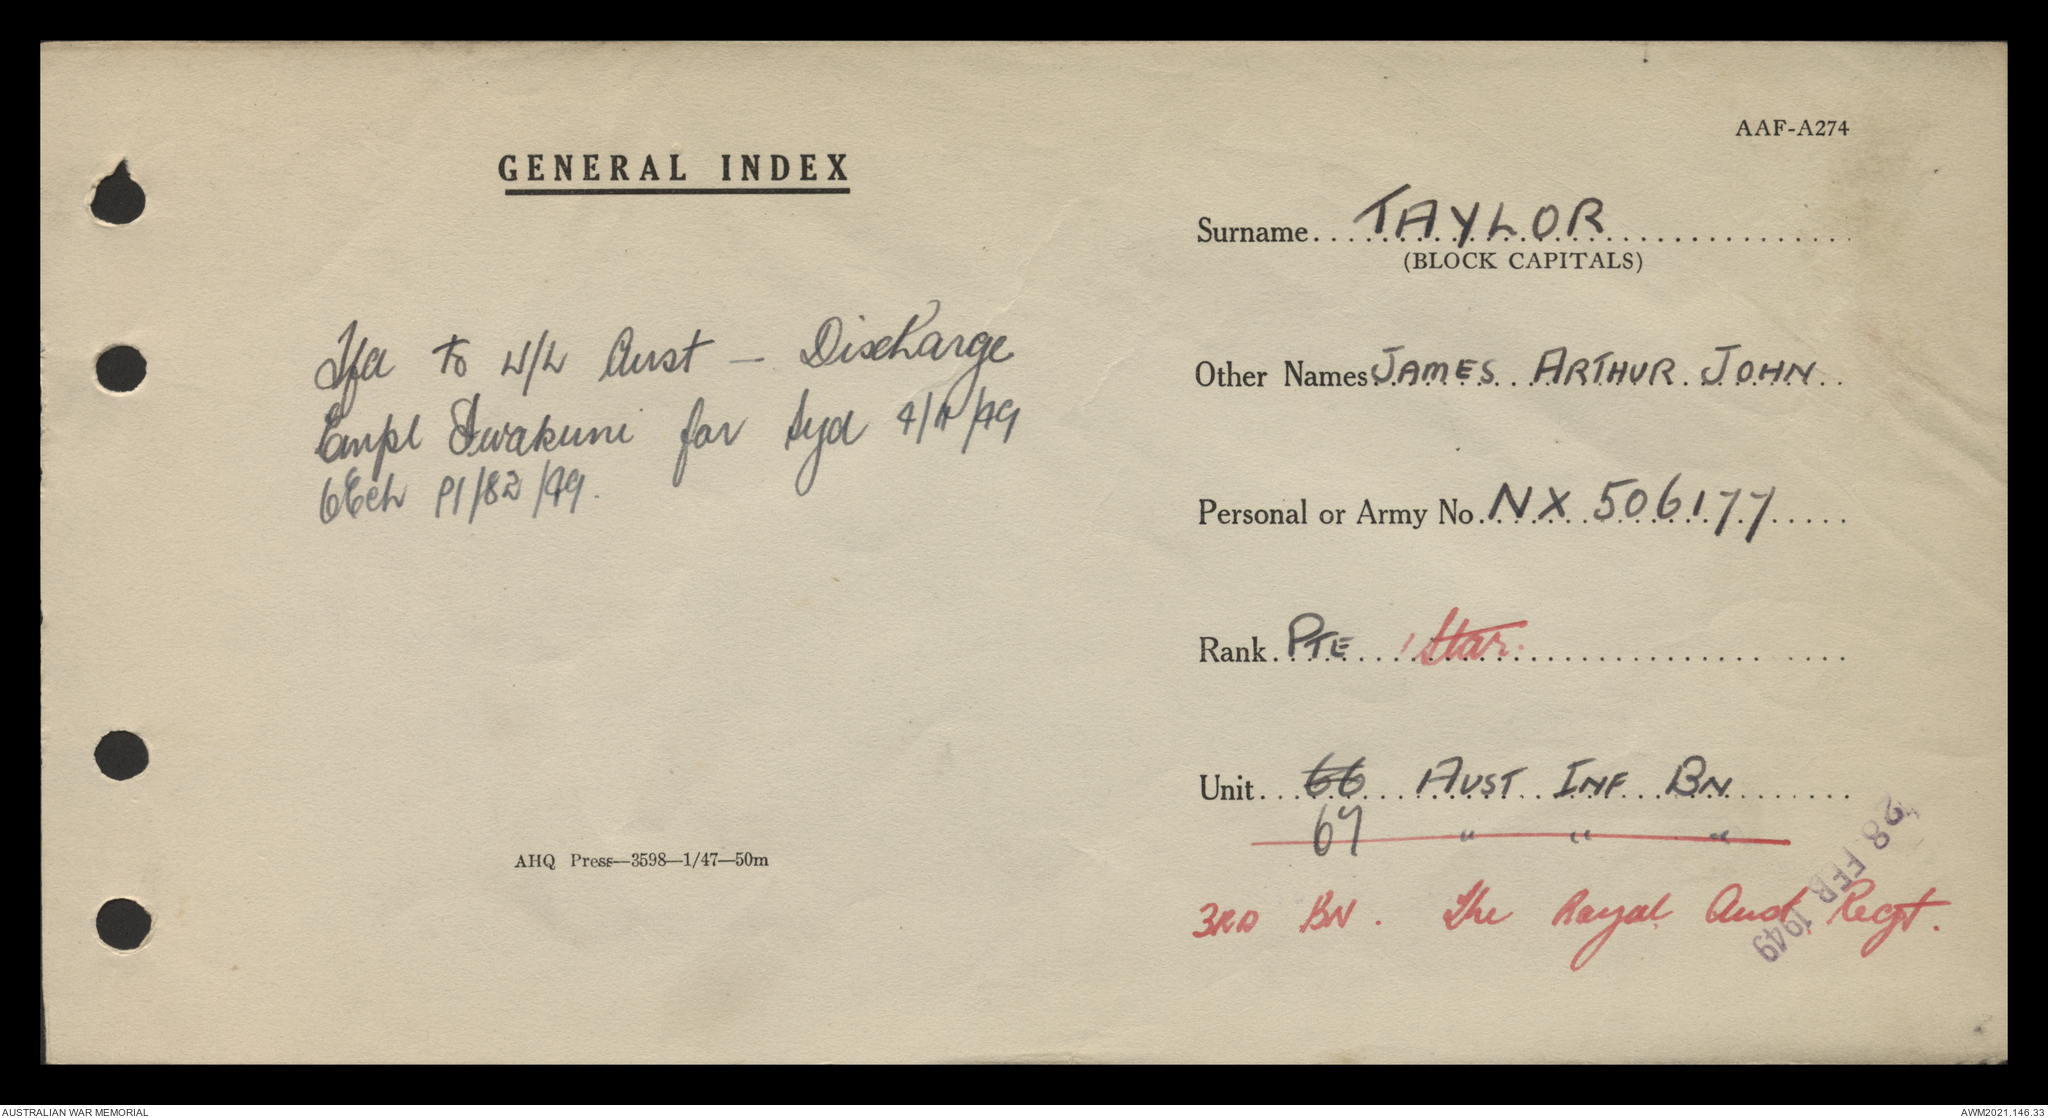 AAF-A274
GENERAL INDEX
Surname TAYLOR
(BLOCK CAPITALS)
Other Names JAMES ARTHUR JOHN
Personal or Army No. NX 506177
Rank PTE 1 Star.
Unit 66 AUST INF BN
67 " " "
3RD BN. The Royal Aust Regt.
28 FEB 1949
Tfd to W/L Aust — Discharge
Empl Iwakuni for Syd 4/4/49
6Ech P1/82/49.
AHQ Press—3598—1/47—50m
AUSTRALIAN WAR MEMORIAL
AWM2021.146.33